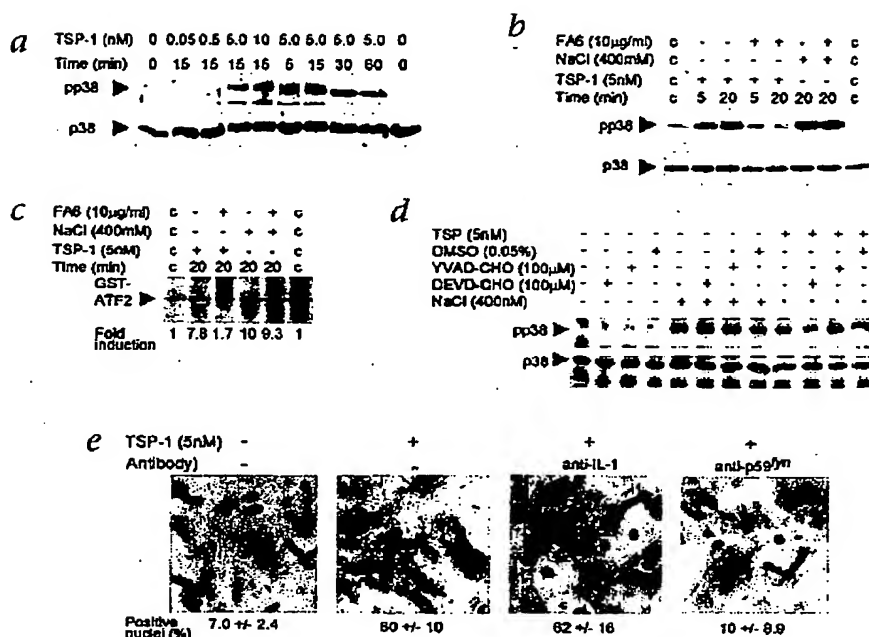 a
TSP-1 (nM) 0 0.05 0.5 5.0 10 5.0 5.0 5.0 5.0 0
Time (min) 0 15 15 15 15 5 15 30 60 0
pp38
p38
b
FA6 (10µg/ml) c - - + + - + c
NaCl (400mM) c - - - - + + c
TSP-1 (5nM) c + + + + - - c
Time (min) c 5 20 5 20 20 20 c
pp38
p38
c
FA6 (10µg/ml) c - + - + c
NaCl (400mM) c - - + + c
TSP-1 (5nM) c + + - - c
Time (min) c 20 20 20 20 c
GST-
ATF2
Fold
induction 1 7.8 1.7 10 9.3 1
d
TSP (5nM) - - - - - - - - + + + +
DMSO (0.05%) - - - + - - - + - - - +
YVAD-CHO (100µM) - - + - - - + - - - + -
DEVD-CHO (100µM) - + - - - + - - - + - -
NaCl (400nM) - - - - + + + + - - - -
pp38
p38
e
TSP-1 (5nM) - + + +
Antibody) - - anti-IL-1 anti-p59fyn
Positive
nuclei (%) 7.0 +/- 2.4 60 +/- 10 62 +/- 16 10 +/- 8.9